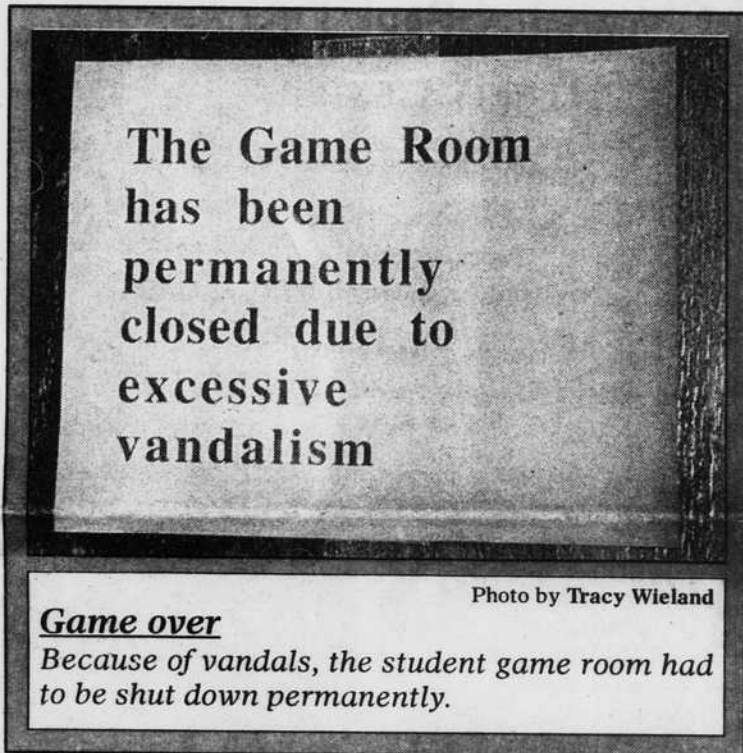 The Game Room
has been
permanently
closed due to
excessive
vandalism
Photo by Tracy Wieland
Game over
Because of vandals, the student game room had
to be shut down permanently.